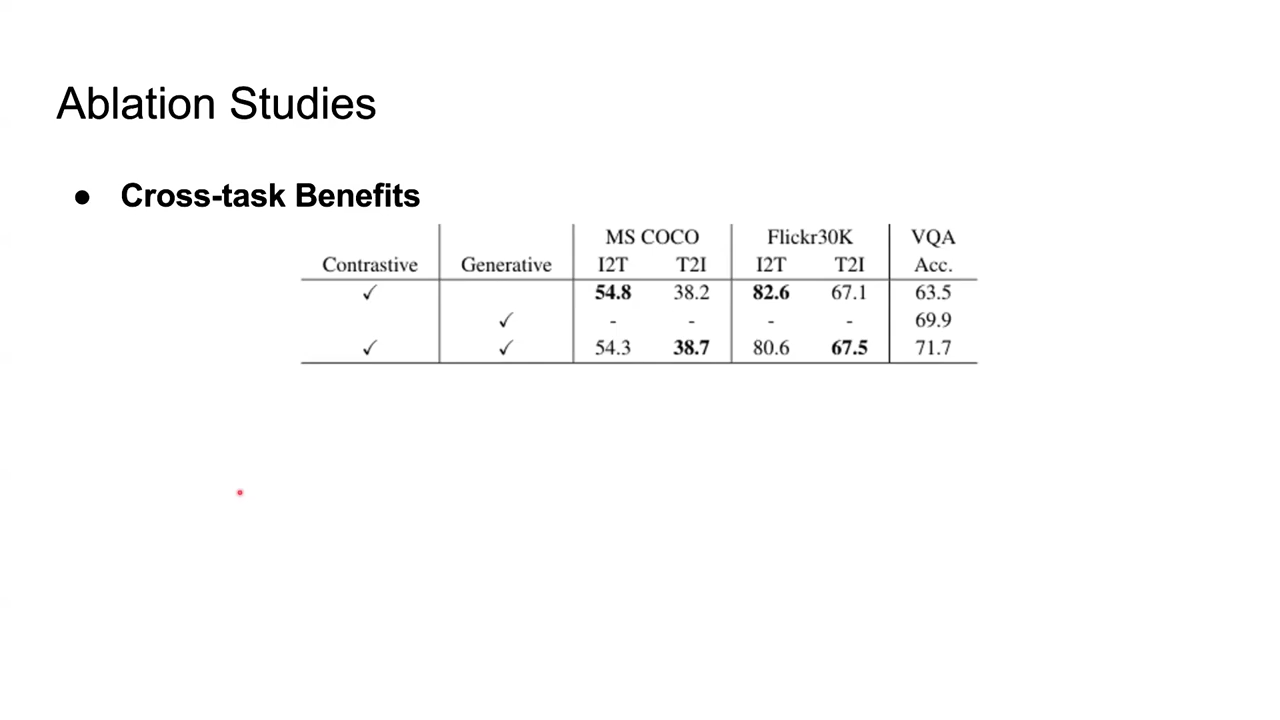 Ablation Studies
● Cross-task Benefits
MS COCO Flickr30K VQA
Contrastive Generative I2T T2I I2T T2I Acc.
✓ 54.8 38.2 82.6 67.1 63.5
✓ - - - - 69.9
✓ ✓ 54.3 38.7 80.6 67.5 71.7